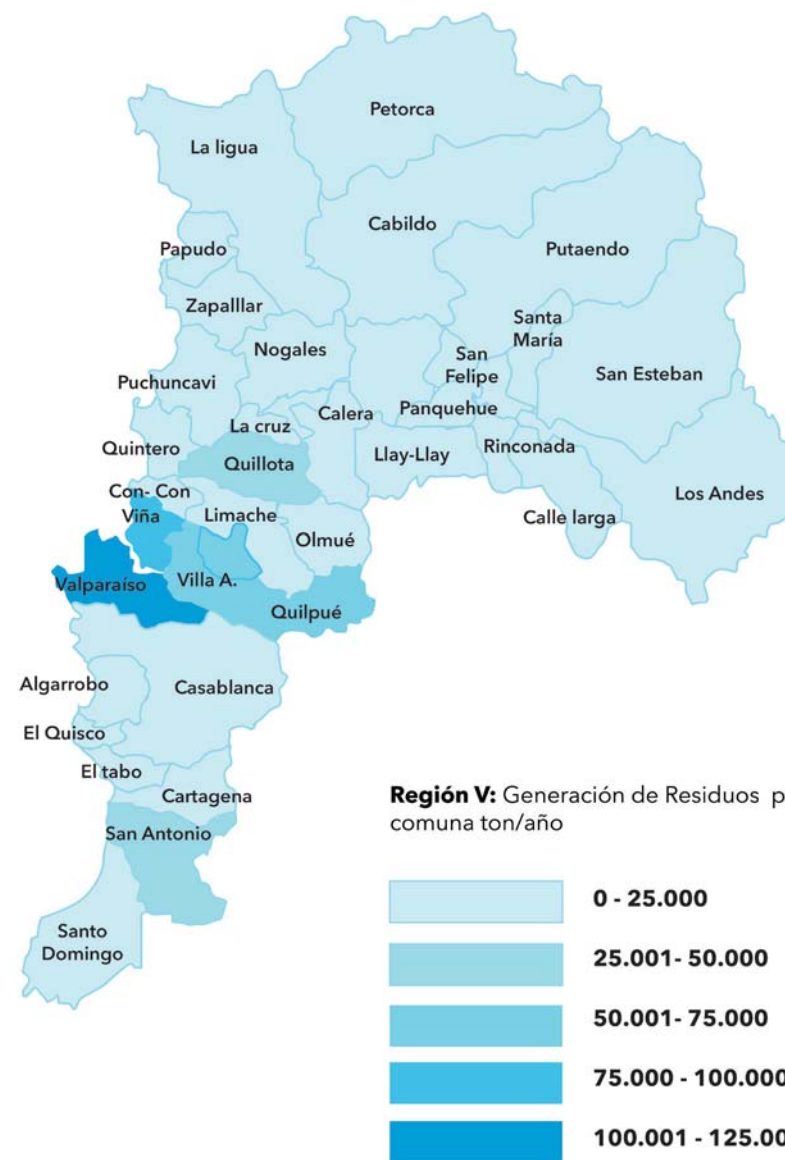 Petorca
La ligua
Cabildo
Papudo
Putaendo
Zapalllar
Santa
María
Nogales
San
Felipe
San Esteban
Puchuncavi
Calera
Panquehue
La cruz
Quintero
Rinconada
Llay-Llay
Quillota
Los Andes
Con- Con
Viña
Limache
Calle larga
Olmué
Valparaíso
Villa A.
Quilpué
Algarrobo
Casablanca
El Quisco
El tabo
Cartagena
Región V: Generación de Residuos p
comuna ton/año
San Antonio
0 - 25.000
Santo
Domingo
25.001- 50.000
50.001- 75.000
75.000 - 100.000
100.001 - 125.00